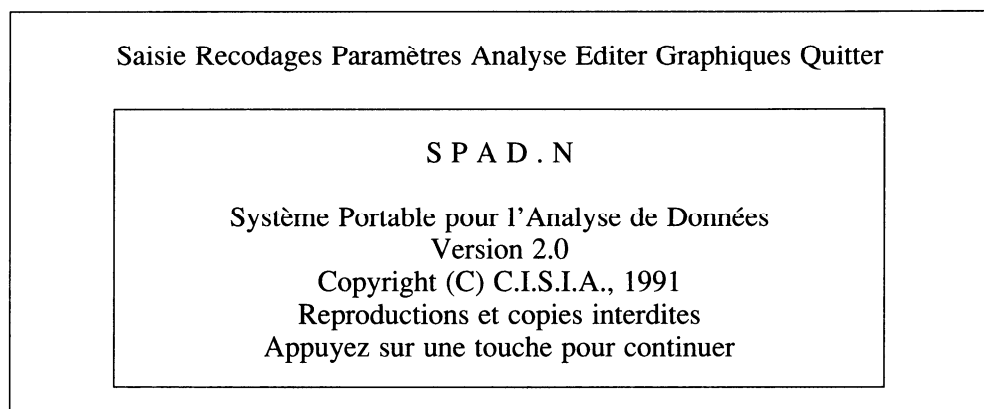 Saisie Recodages Paramètres Analyse Editer Graphiques Quitter
S P A D . N
Système Portable pour l'Analyse de Données
Version 2.0
Copyright (C) C.I.S.I.A., 1991
Reproductions et copies interdites
Appuyez sur une touche pour continuer